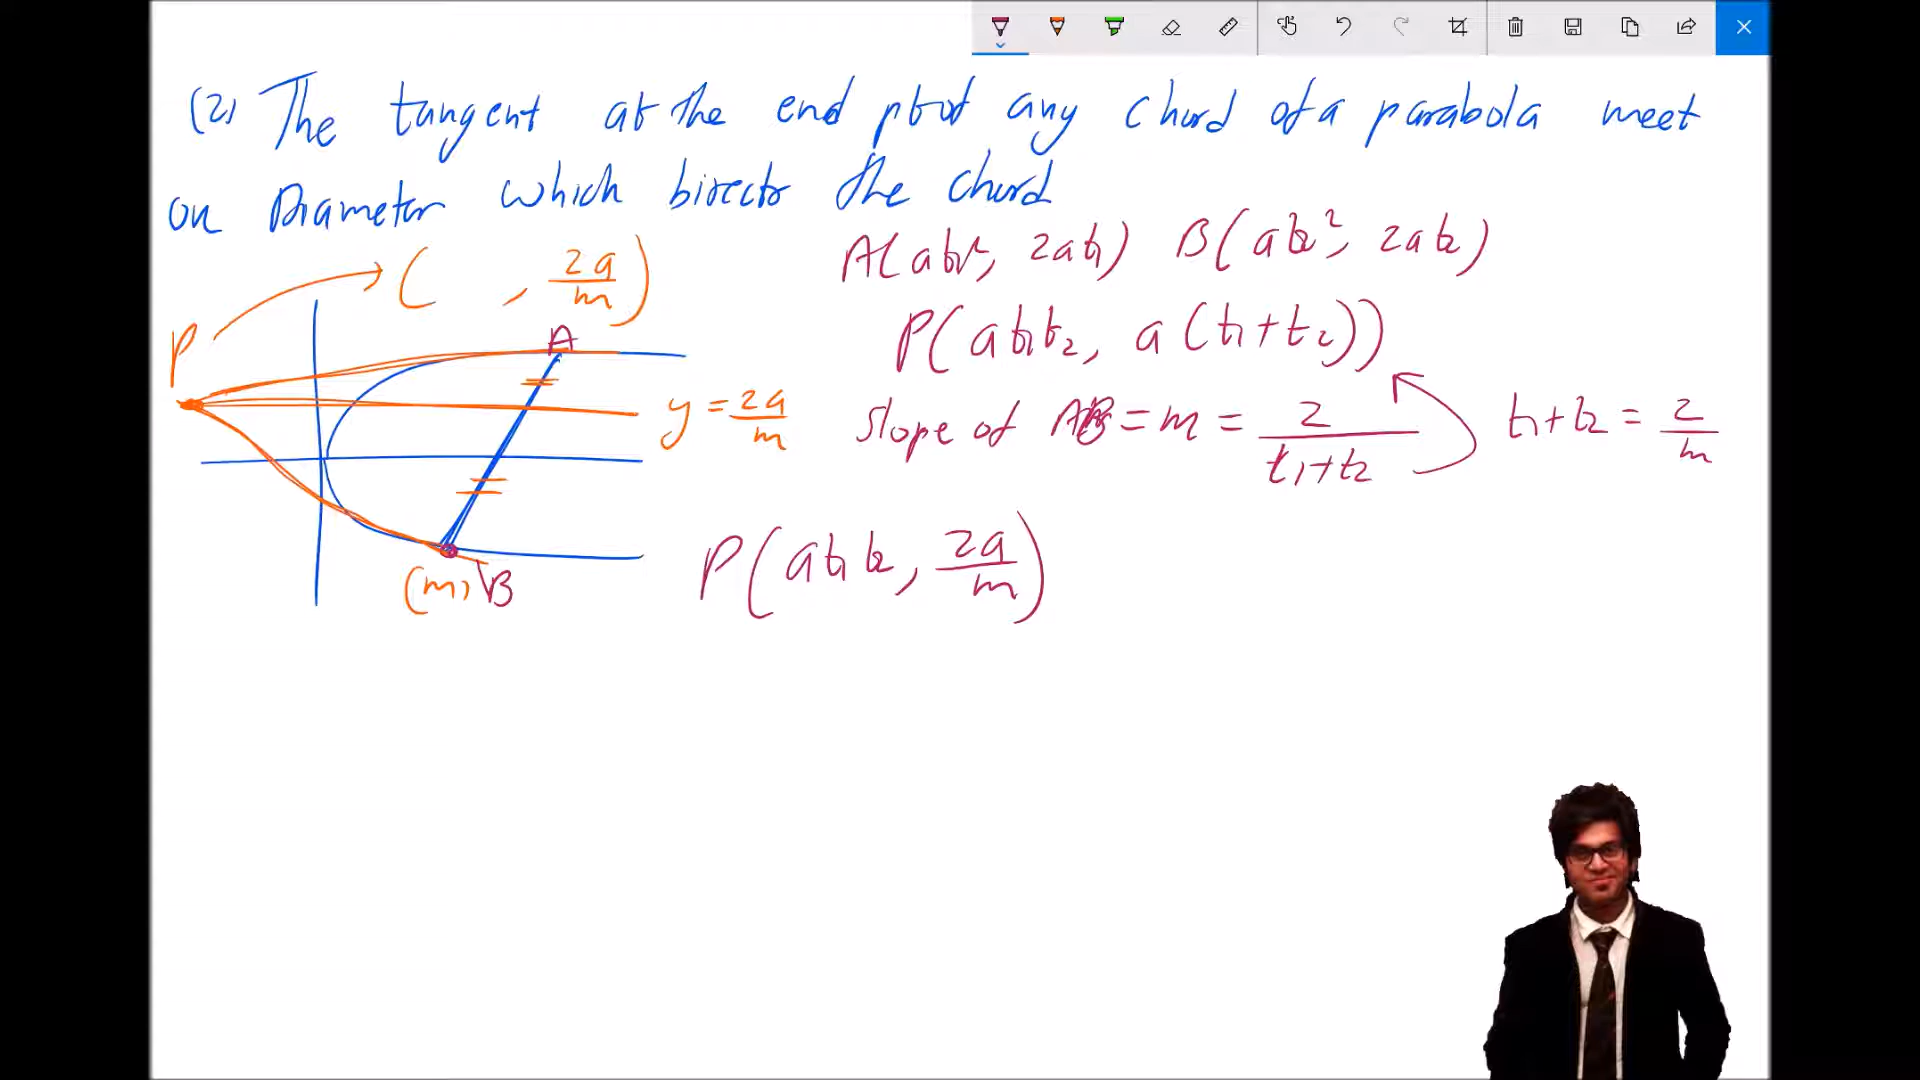 (2) The tangent at the end pt of any chord of a parabola meet
on Diameter which bisects the chord
A(at₁², 2at₁) B(at₂², 2at₂)
( , 2a/m)
P
P(at₁t₂, a(t₁+t₂))
A
y = 2a/m
Slope of AB = m = 2/(t₁+t₂)
t₁+t₂ = 2/m
(m) B
P(at₁t₂, 2a/m)